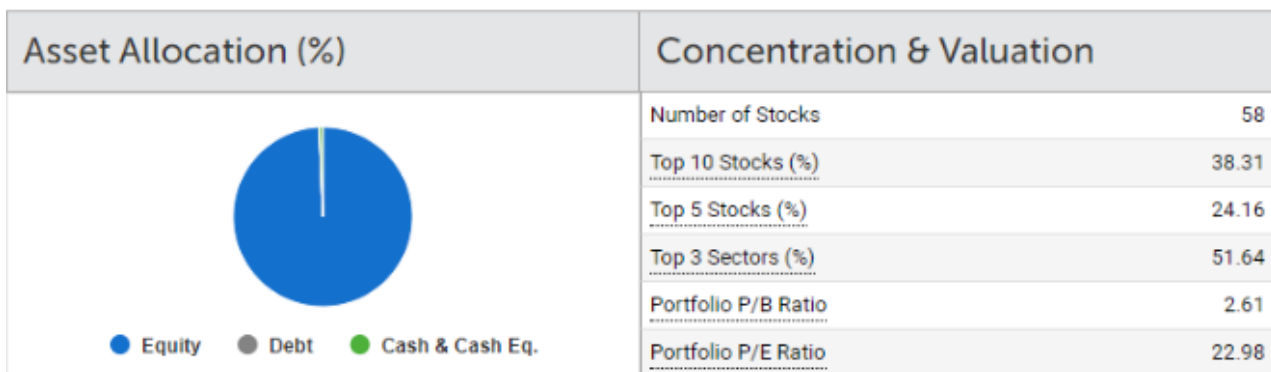 Asset Allocation (%)
Concentration & Valuation
Equity Debt Cash & Cash Eq.
Number of Stocks 58
Top 10 Stocks (%) 38.31
Top 5 Stocks (%) 24.16
Top 3 Sectors (%) 51.64
Portfolio P/B Ratio 2.61
Portfolio P/E Ratio 22.98